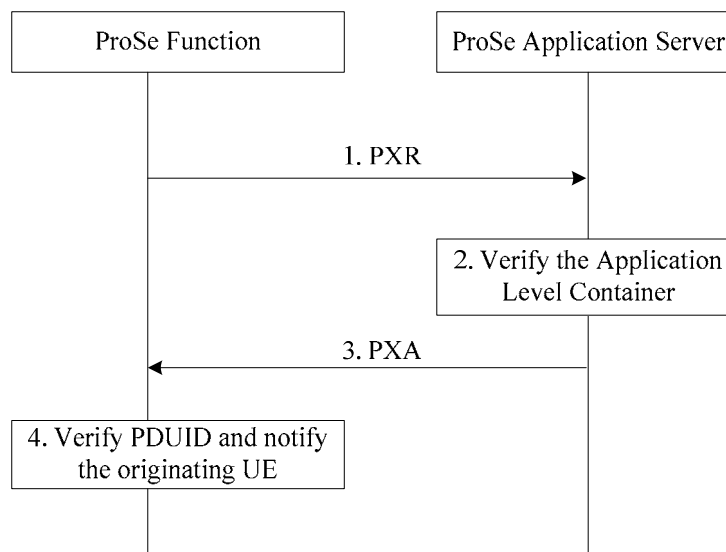 ProSe Function
ProSe Application Server
1. PXR
2. Verify the Application
Level Container
3. PXA
4. Verify PDUID and notify
the originating UE